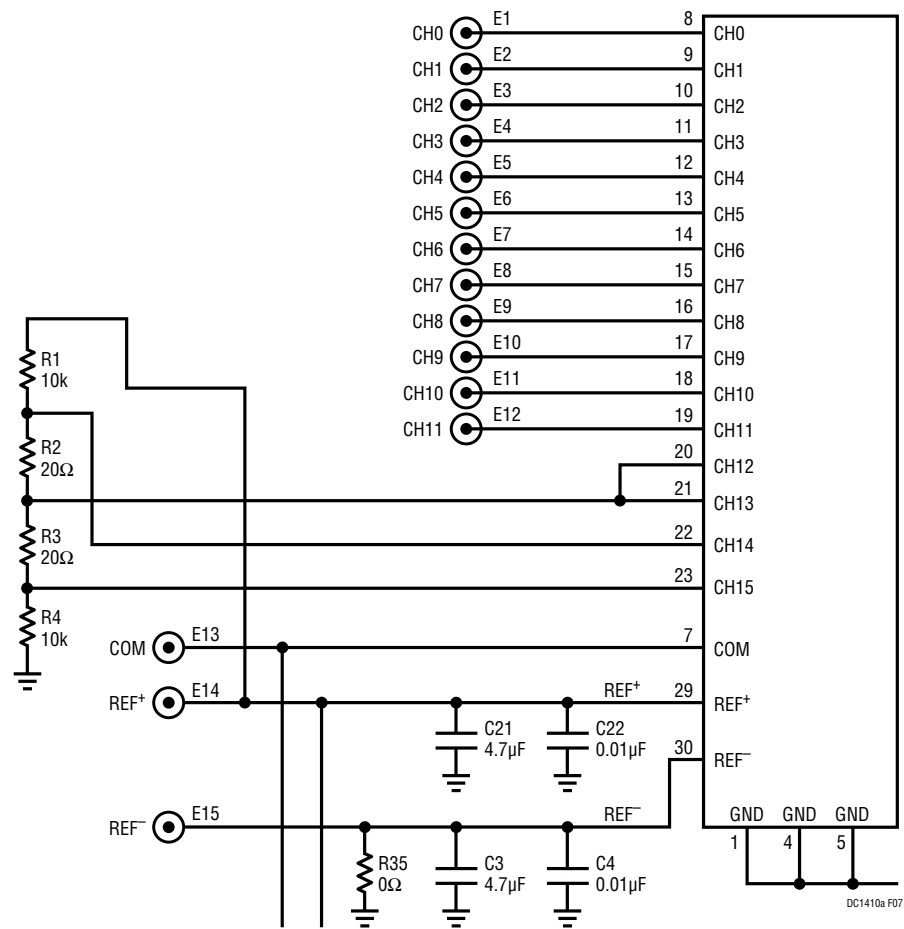 CH0 E1 8 CH0
CH1 E2 9 CH1
CH2 E3 10 CH2
CH3 E4 11 CH3
CH4 E5 12 CH4
CH5 E6 13 CH5
CH6 E7 14 CH6
CH7 E8 15 CH7
CH8 E9 16 CH8
CH9 E10 17 CH9
CH10 E11 18 CH10
CH11 E12 19 CH11
20 CH12
21 CH13
22 CH14
23 CH15
R1
10k
R2
20Ω
R3
20Ω
R4
10k
COM E13 7 COM
REF+ E14 REF+ 29 REF+
C21
4.7µF
C22
0.01µF
30 REF–
REF– E15 REF–
R35
0Ω
C3
4.7µF
C4
0.01µF
GND GND GND
1 4 5
DC1410a F07